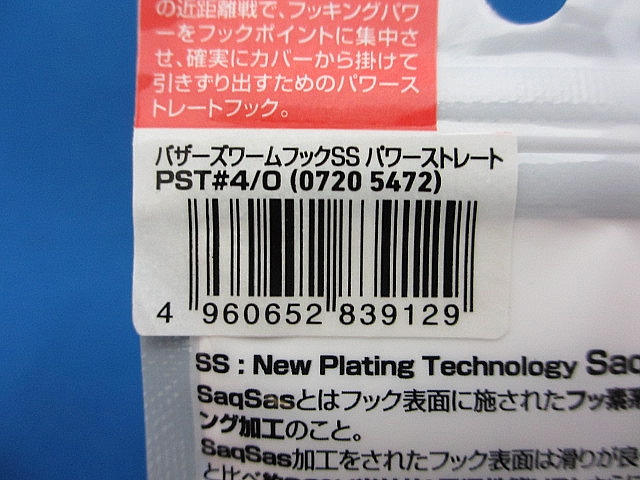 の近距離戦で、フッキングパワ
ーをフックポイントに集中さ
せ、確実にカバーから掛けて
引きずり出すためのパワース
トレートフック。
バザーズワームフックSS パワーストレート
PST#4/0 (0720 5472)
4 960652 839129
SS : New Plating Technology Saq
SaqSasとはフック表面に施されたフッ素系
ング加工のこと。
SaqSas加工をされたフック表面は滑りが良
と比べ